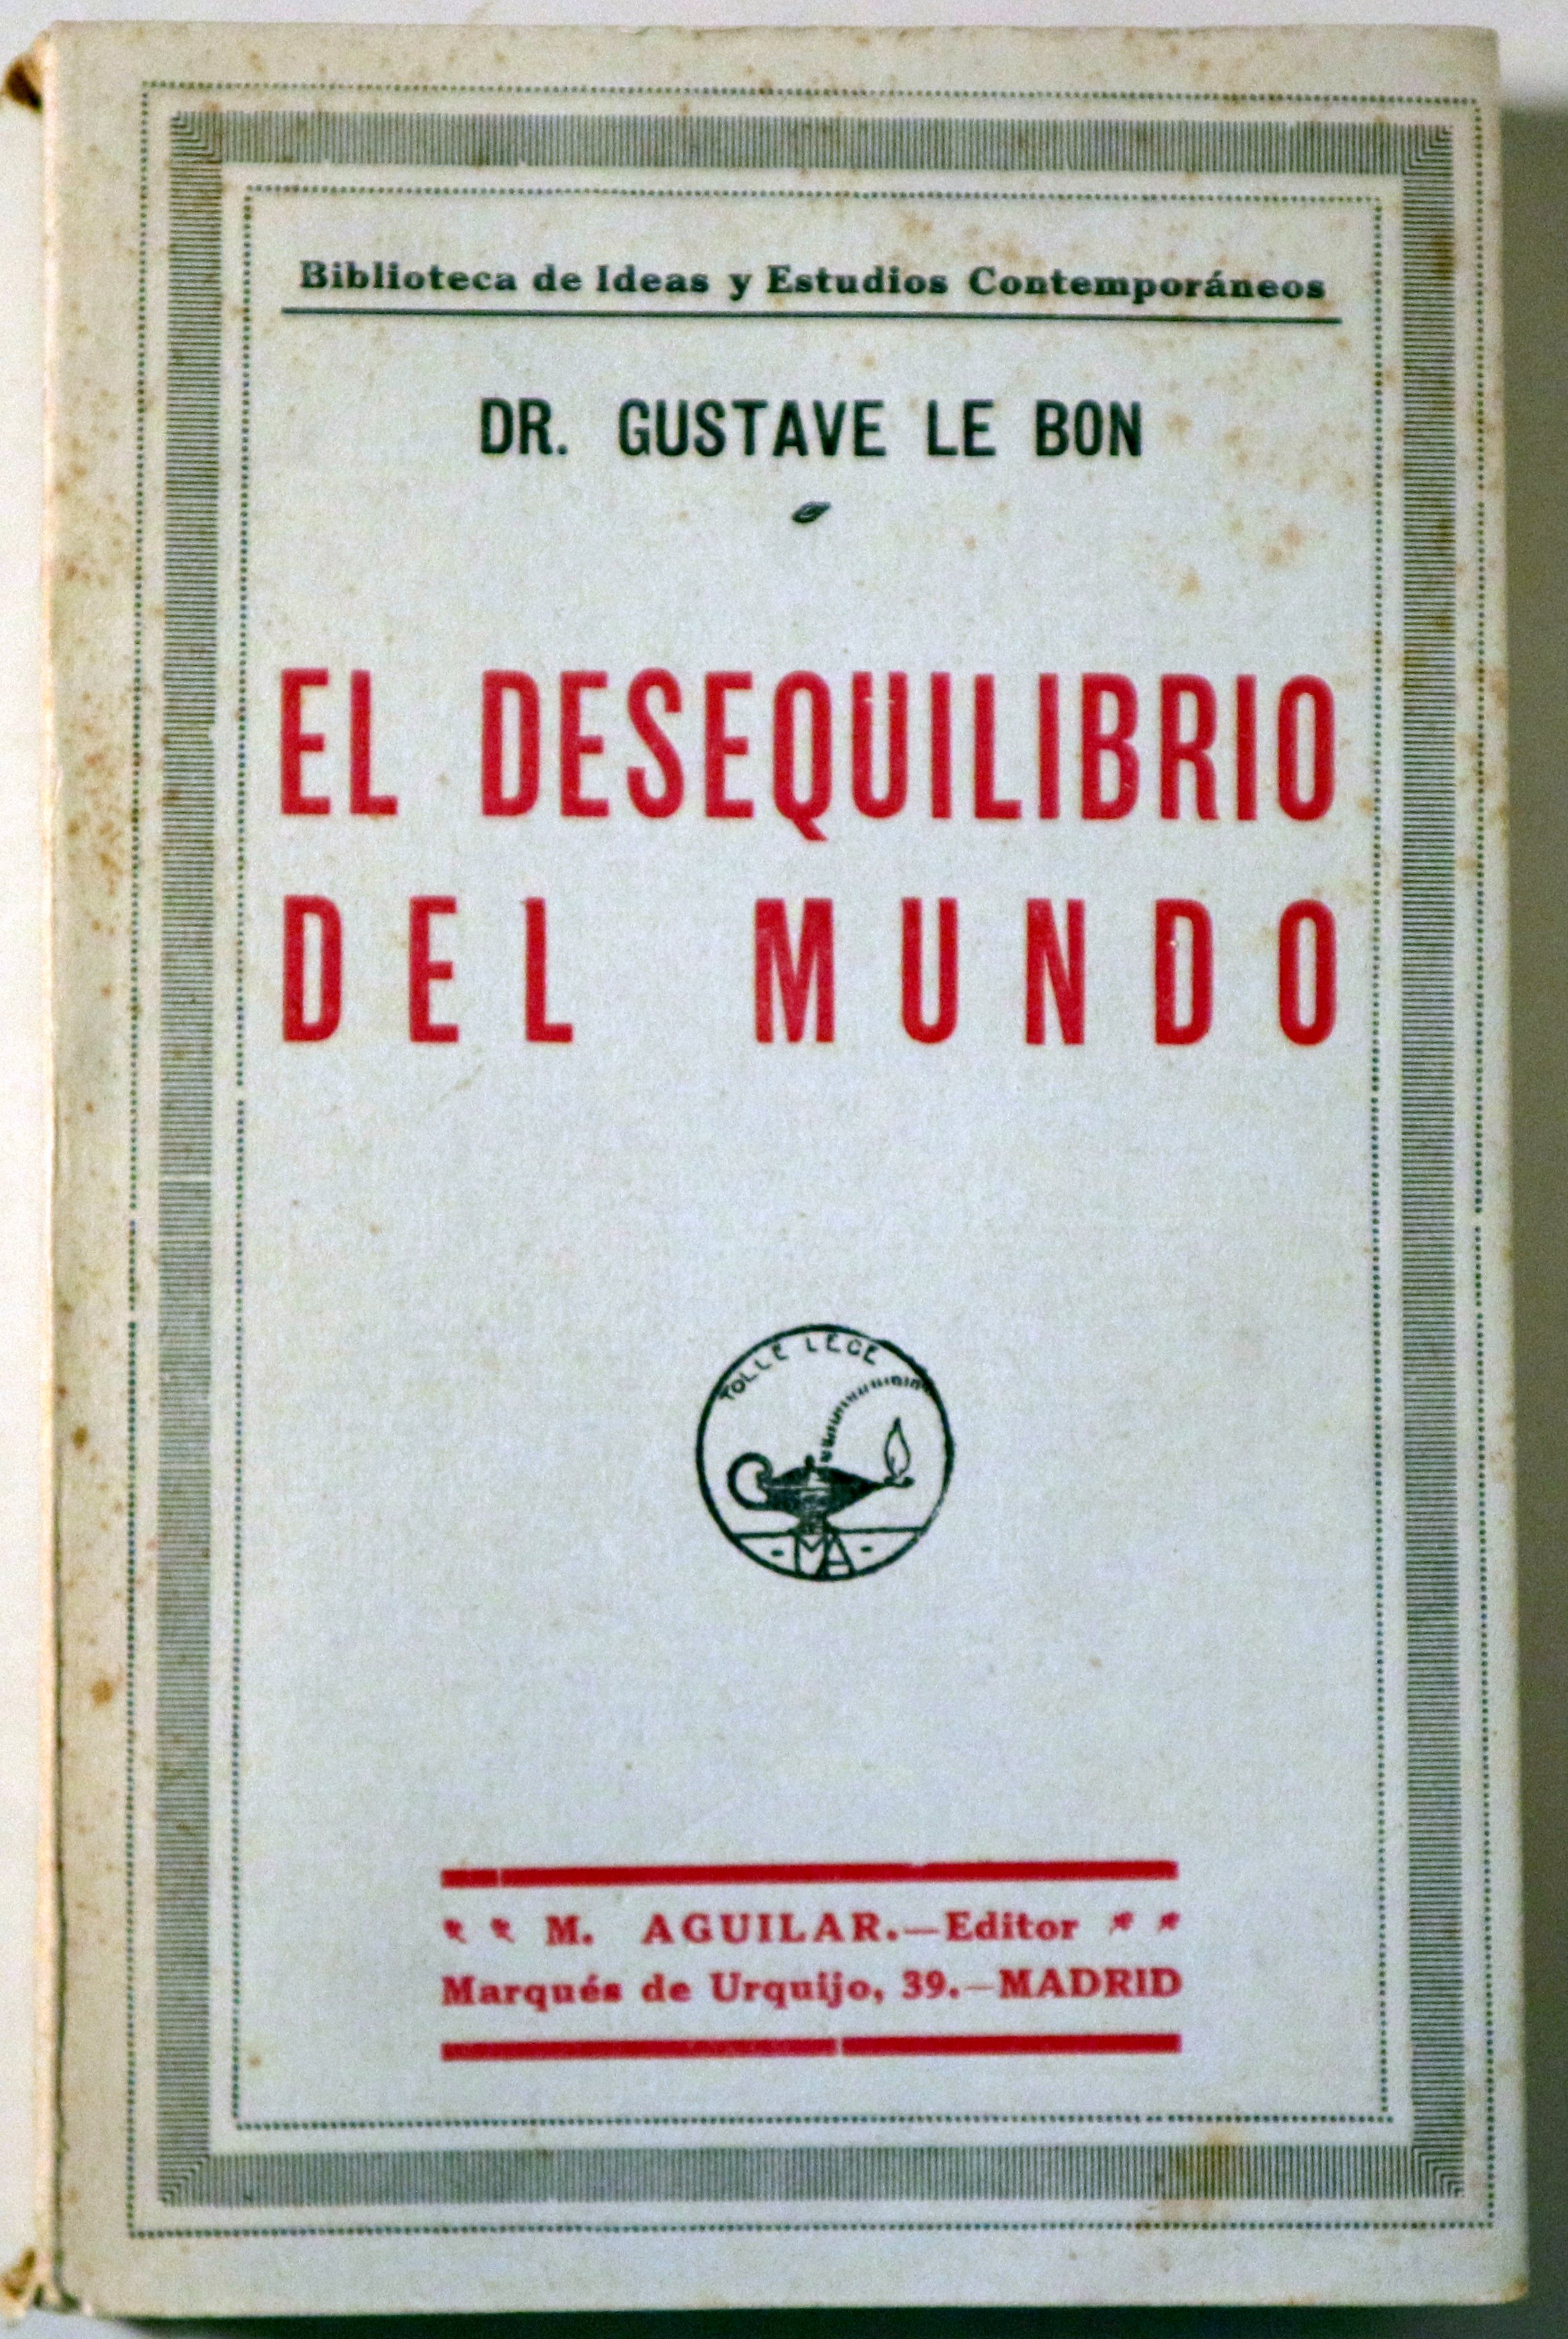 Biblioteca de Ideas y Estudios Contemporáneos
DR. GUSTAVE LE BON
EL DESEQUILIBRIO
DEL MUNDO
TOLLE LEGE
- MA -
* * M. AGUILAR.—Editor * *
Marqués de Urquijo, 39.—MADRID